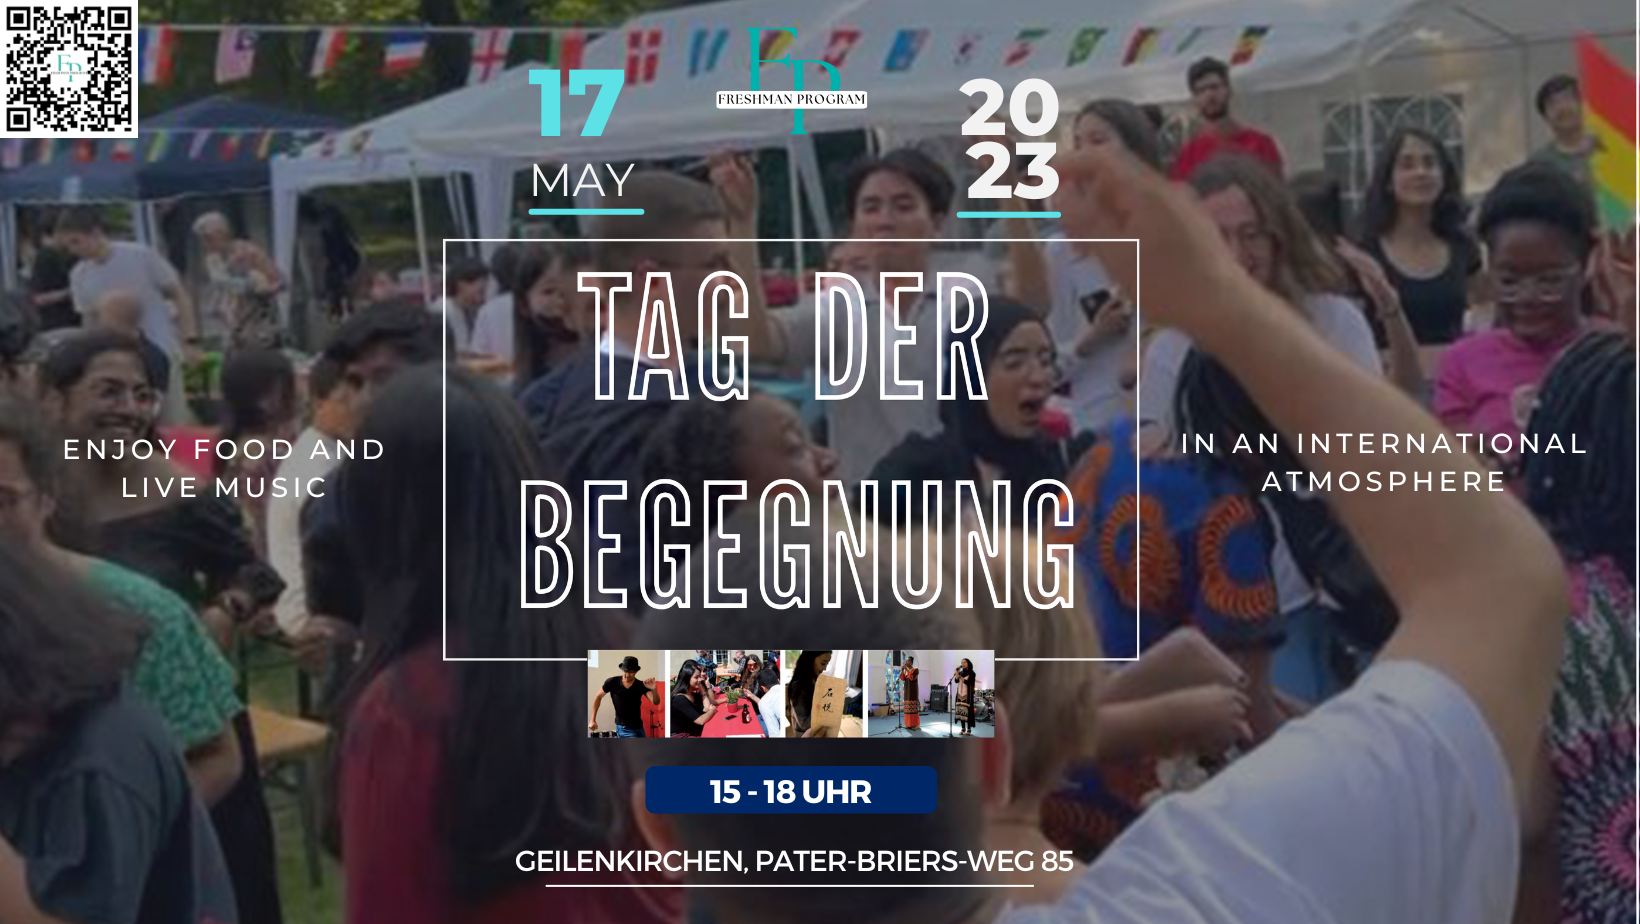 17
MAY
FP
FRESHMAN PROGRAM
20
23
TAG DER
BEGEGNUNG
ENJOY FOOD AND
LIVE MUSIC
IN AN INTERNATIONAL
ATMOSPHERE
15 - 18 UHR
GEILENKIRCHEN, PATER-BRIERS-WEG 85